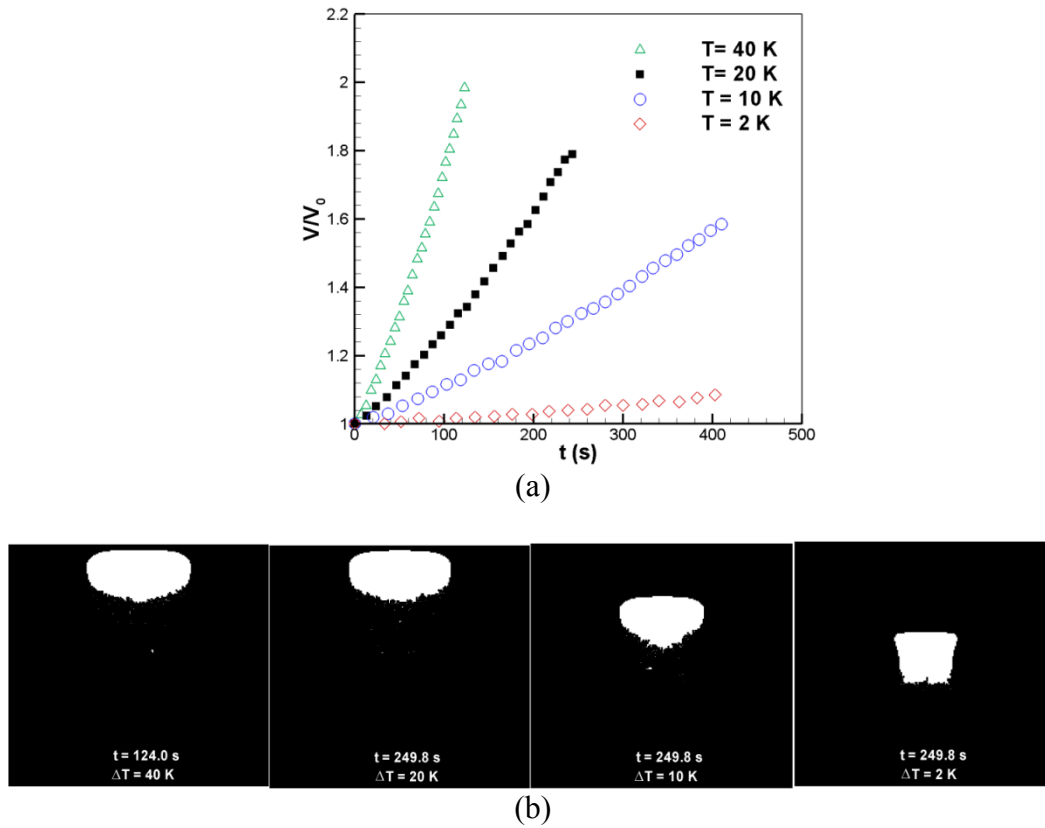 2.2
2
1.8
1.6
1.4
1.2
1
V/V0
T= 40 K
T= 20 K
T = 10 K
T = 2 K
0 100 200 300 400 500
t (s)
(a)
t = 124.0 s
ΔT = 40 K
t = 249.8 s
ΔT = 20 K
t = 249.8 s
ΔT = 10 K
t = 249.8 s
ΔT = 2 K
(b)